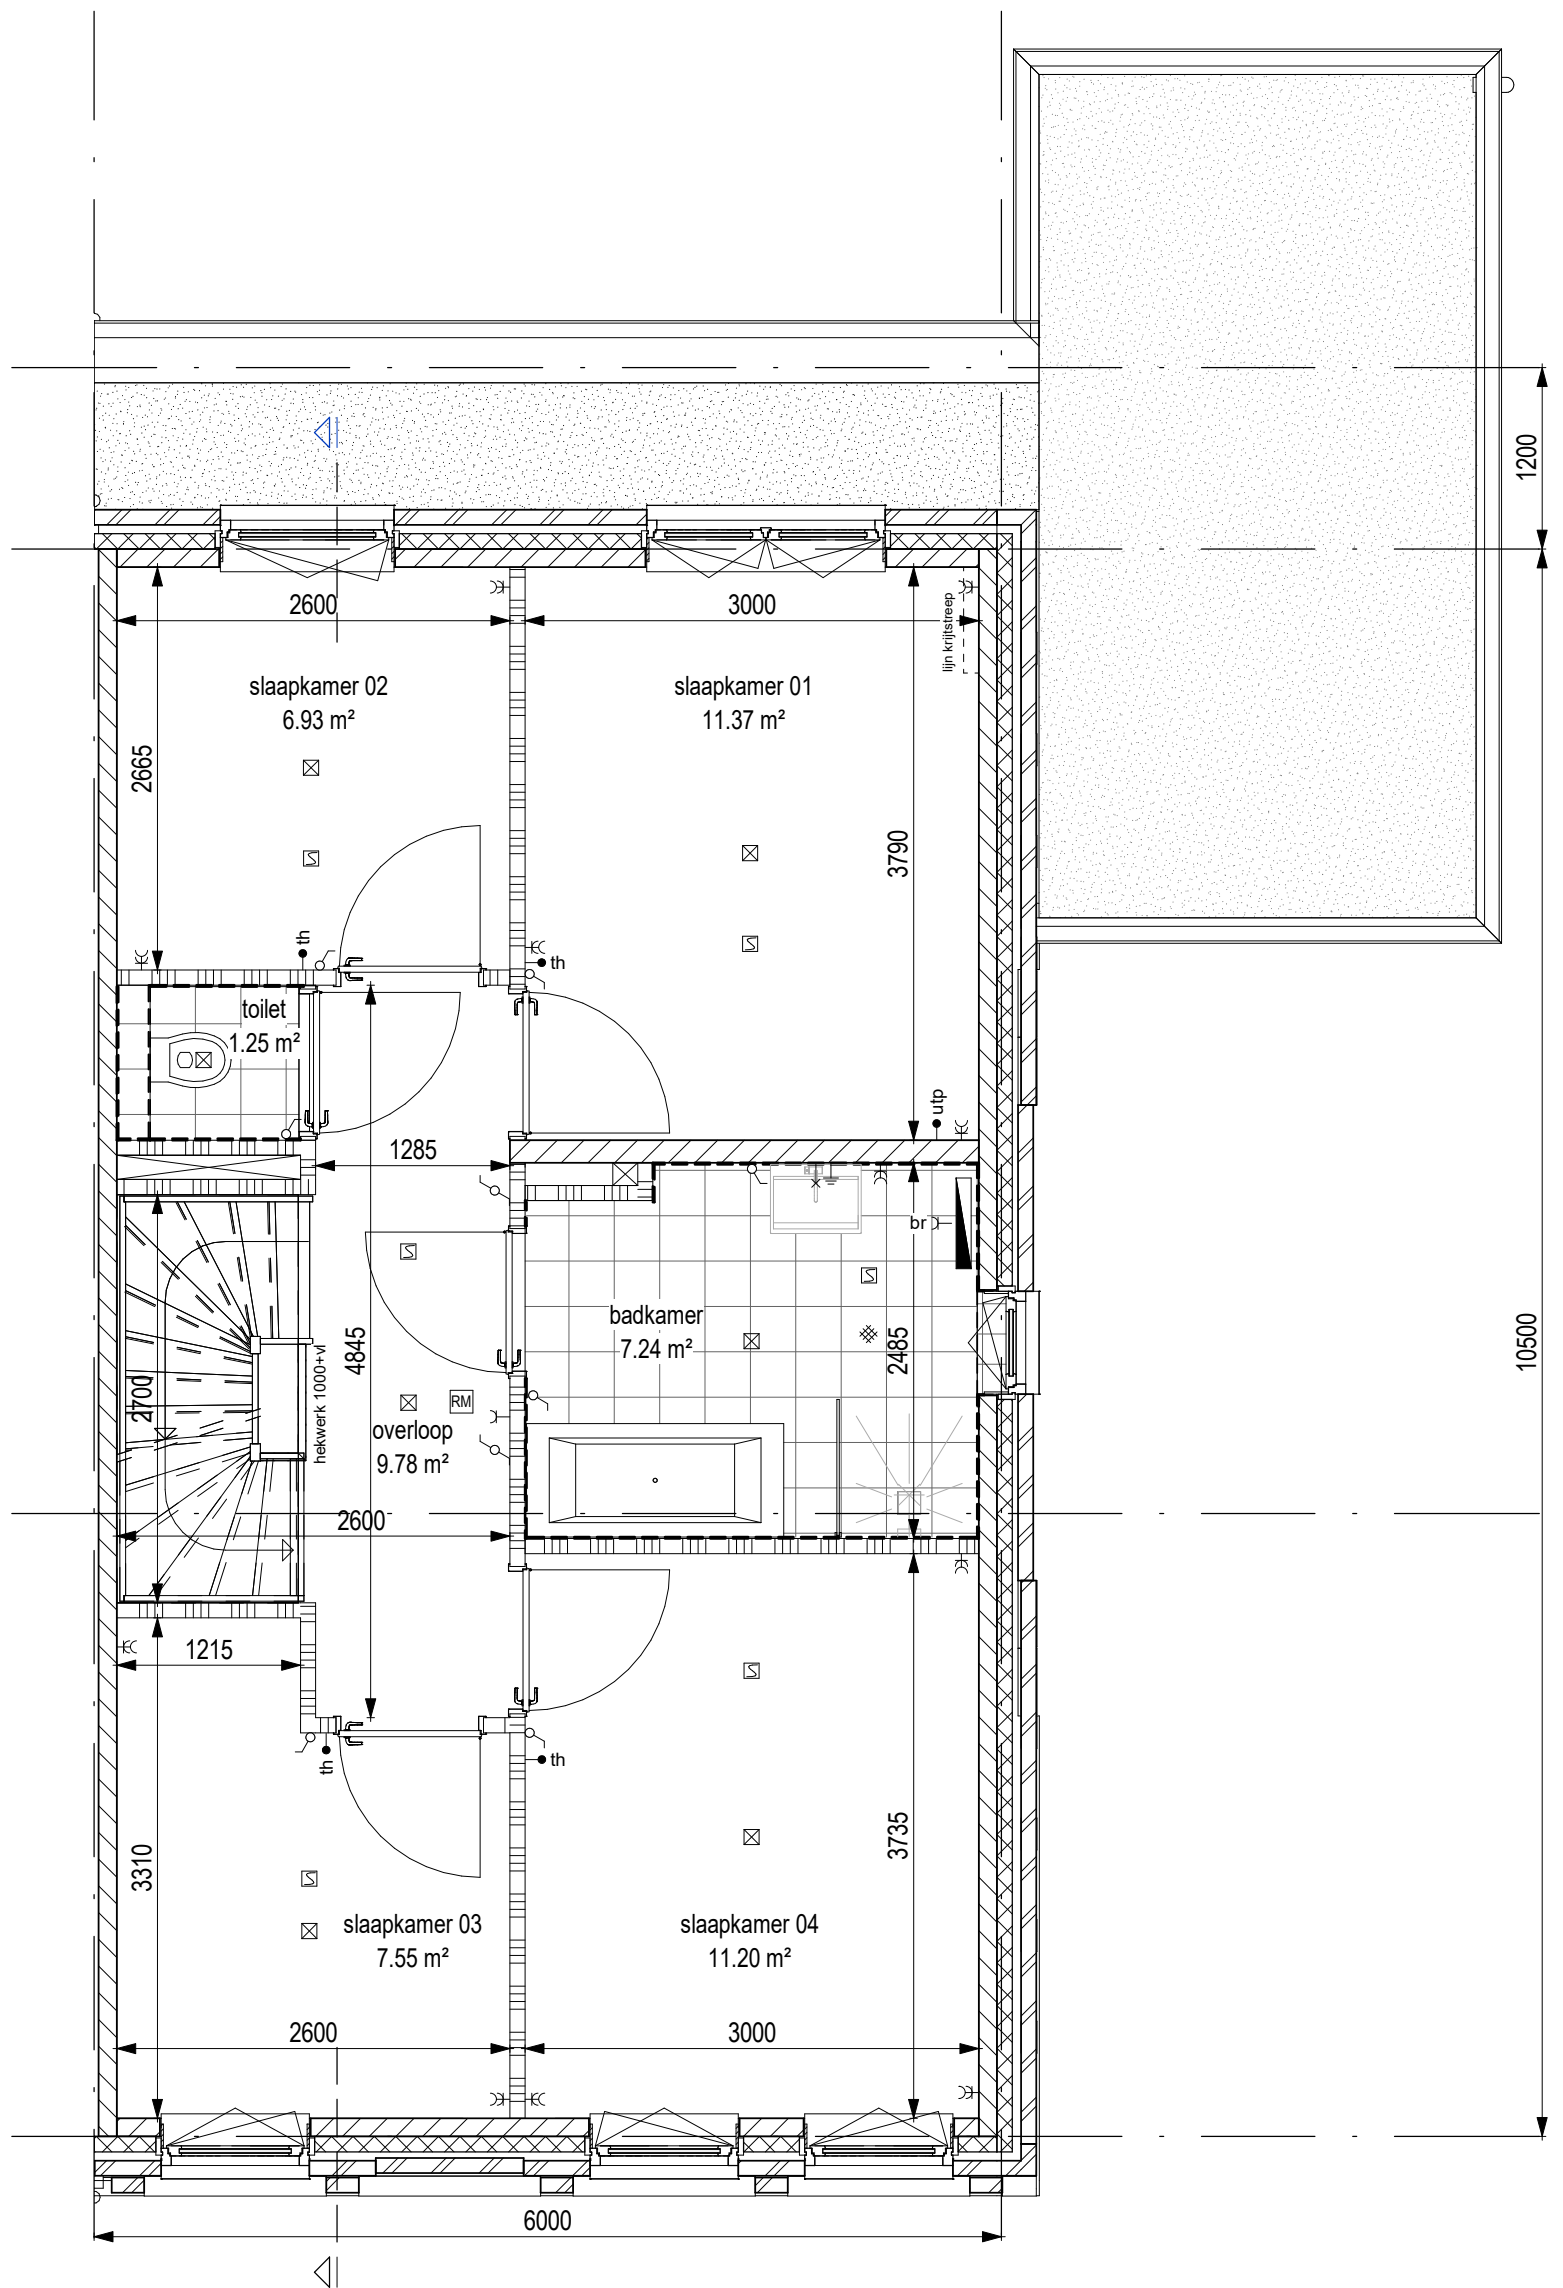 1200
2600
3000
lijn krijtstreep
slaapkamer 02
6.93 m²
slaapkamer 01
11.37 m²
2665
3790
th
th
toilet
1.25 m²
utp
1285
br
badkamer
7.24 m²
2485
4845
hekwerk 1000+vl
2700
RM
overloop
9.78 m²
10500
2600
1215
th
th
3310
3735
slaapkamer 03
7.55 m²
slaapkamer 04
11.20 m²
2600
3000
6000